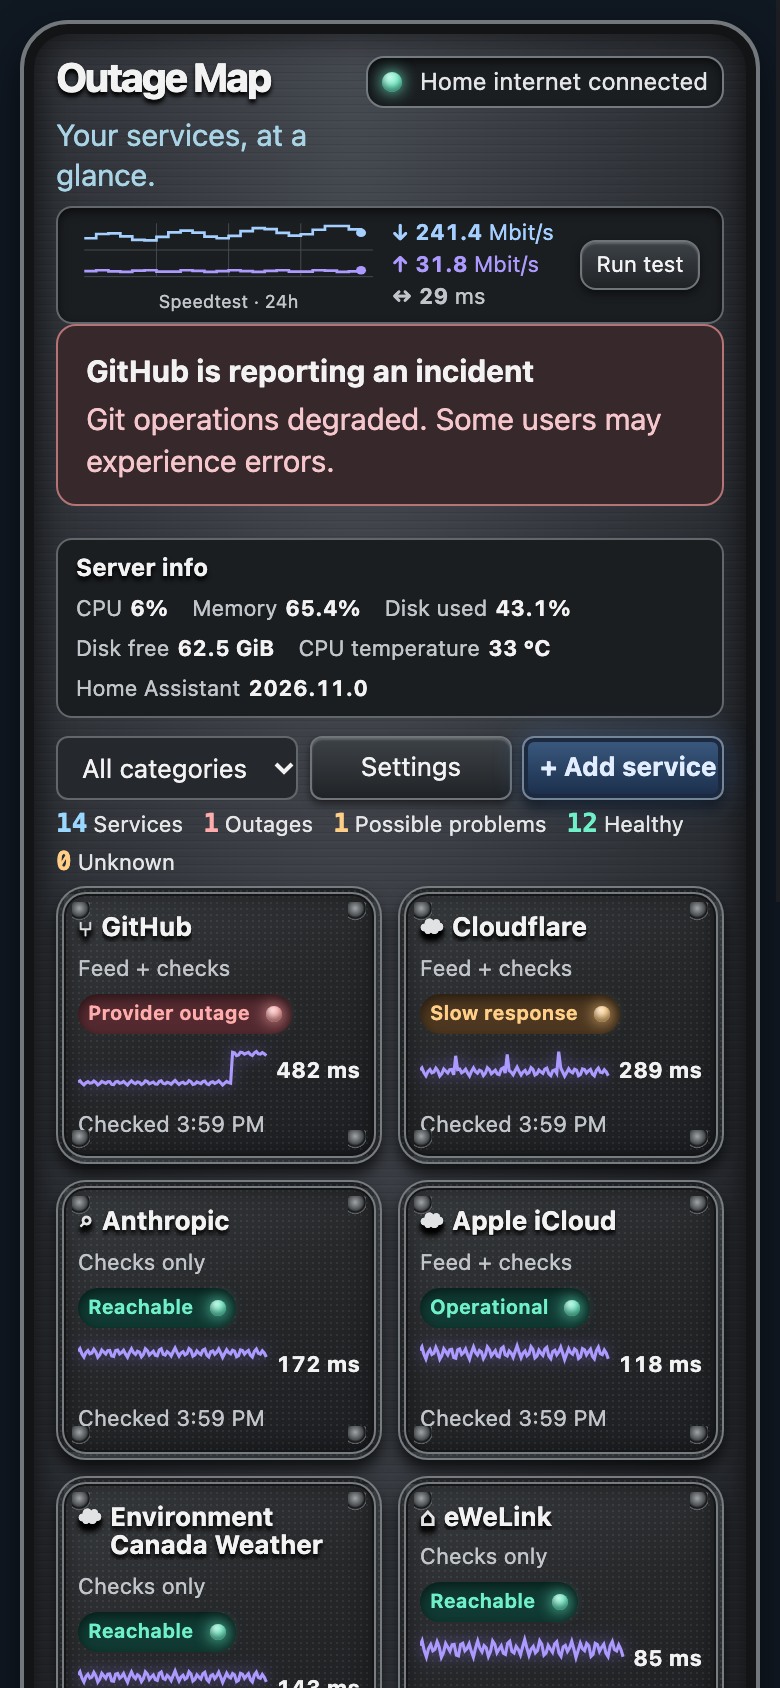 Outage Map
Home internet connected
Your services, at a
glance.
↓ 241.4 Mbit/s
↑ 31.8 Mbit/s
↔ 29 ms
Speedtest · 24h
Run test
GitHub is reporting an incident
Git operations degraded. Some users may
experience errors.
Server info
CPU 6% Memory 65.4% Disk used 43.1%
Disk free 62.5 GiB CPU temperature 33 °C
Home Assistant 2026.11.0
All categories
Settings
+ Add service
14 Services 1 Outages 1 Possible problems 12 Healthy
0 Unknown
GitHub
Feed + checks
Provider outage
482 ms
Checked 3:59 PM
Cloudflare
Feed + checks
Slow response
289 ms
Checked 3:59 PM
Anthropic
Checks only
Reachable
172 ms
Checked 3:59 PM
Apple iCloud
Feed + checks
Operational
118 ms
Checked 3:59 PM
Environment
Canada Weather
Checks only
Reachable
143 ms
eWeLink
Checks only
Reachable
85 ms